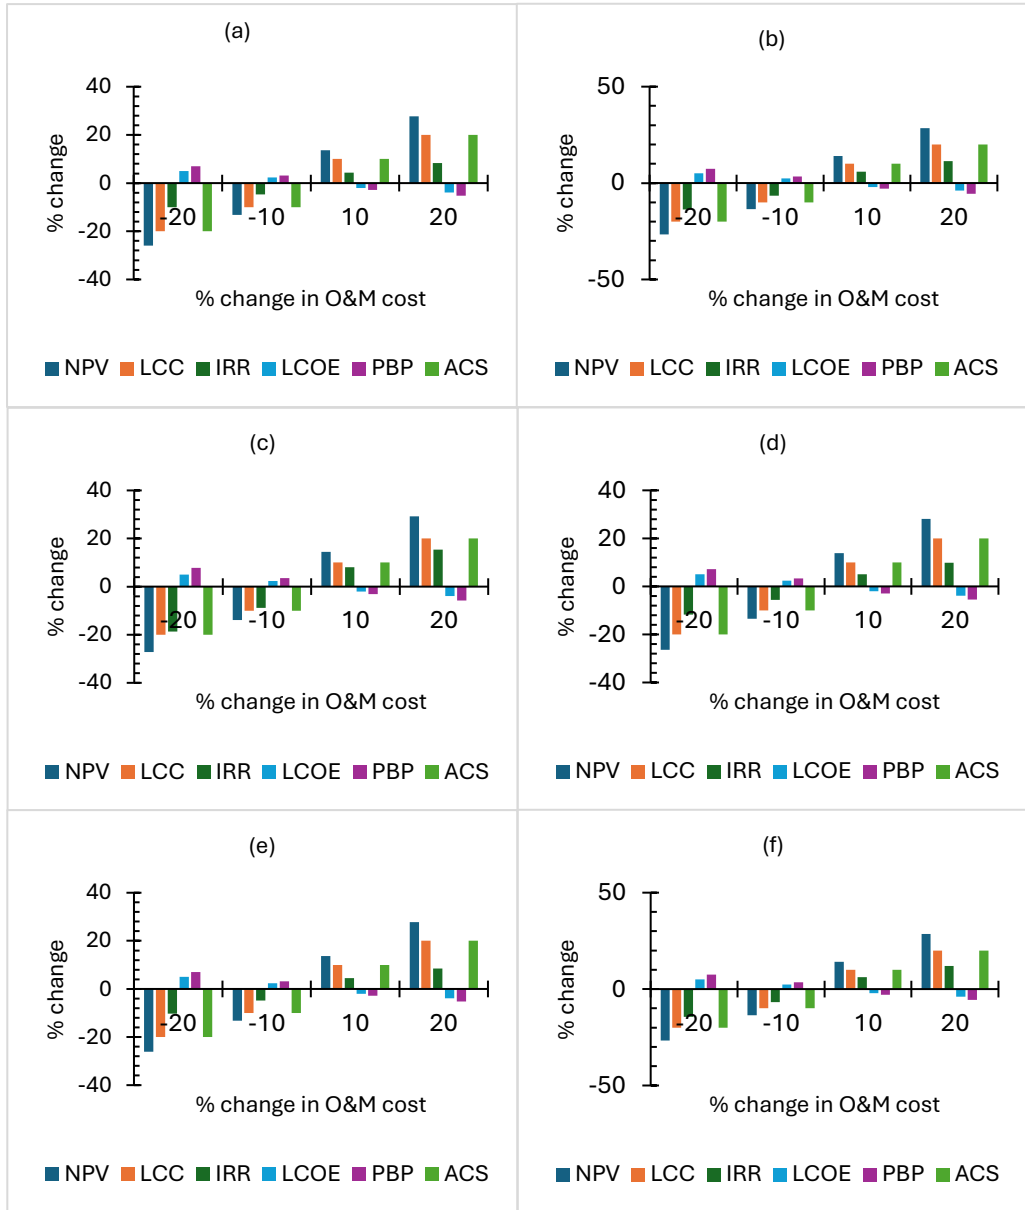 (a)
40
20
0
-20
-40
% change
-20 -10 10 20
% change in O&M cost
NPV LCC IRR LCOE PBP ACS
(b)
50
0
-50
% change
-20 -10 10 20
% change in O&M cost
NPV LCC IRR LCOE PBP ACS
(c)
40
20
0
-20
-40
% change
-20 -10 10 20
% change in O&M cost
NPV LCC IRR LCOE PBP ACS
(d)
40
20
0
-20
-40
% change
-20 -10 10 20
% change in O&M cost
NPV LCC IRR LCOE PBP ACS
(e)
40
20
0
-20
-40
% change
-20 -10 10 20
% change in O&M cost
NPV LCC IRR LCOE PBP ACS
(f)
50
0
-50
% change
-20 -10 10 20
% change in O&M cost
NPV LCC IRR LCOE PBP ACS